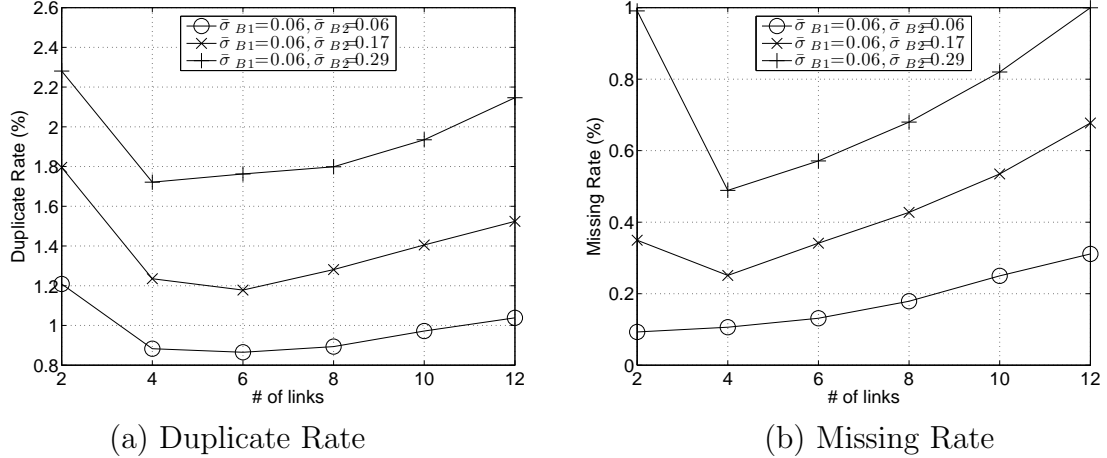 2.6
2.4
2.2
2
1.8
1.6
1.4
1.2
1
0.8
2 4 6 8 10 12
Duplicate Rate (%)
# of links
σ̄ B1=0.06, σ̄ B2=0.06
σ̄ B1=0.06, σ̄ B2=0.17
σ̄ B1=0.06, σ̄ B2=0.29
(a) Duplicate Rate
1
0.8
0.6
0.4
0.2
0
2 4 6 8 10 12
Missing Rate (%)
# of links
σ̄ B1=0.06, σ̄ B2=0.06
σ̄ B1=0.06, σ̄ B2=0.17
σ̄ B1=0.06, σ̄ B2=0.29
(b) Missing Rate